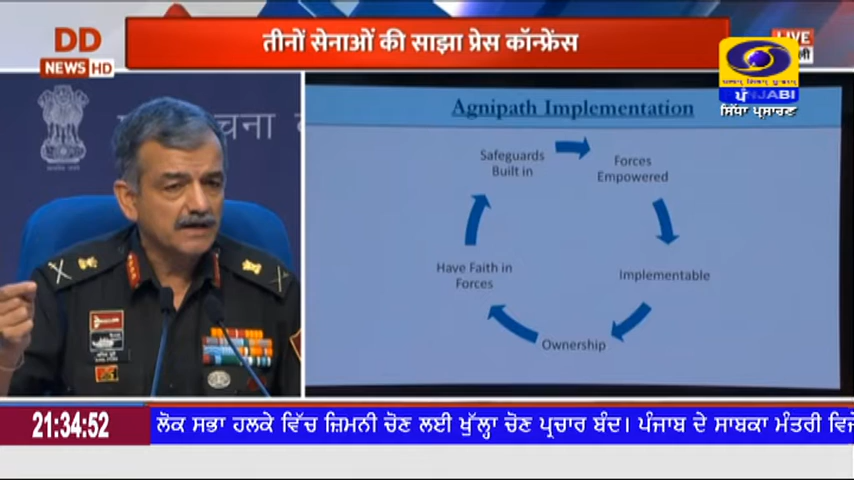 DD
NEWS HD
तीनों सेनाओं की साझा प्रेस कॉन्फ्रेंस
LIVE
ਪੰਜਾਬੀ PUNJABI
ਸਿੱਧਾ ਪ੍ਰਸਾਰਣ
Agnipath Implementation
Safeguards
Built in
Forces
Empowered
Implementable
Ownership
Have Faith in
Forces
21:34:52
ਲੋਕ ਸਭਾ ਹਲਕੇ ਵਿੱਚ ਜ਼ਿਮਨੀ ਚੋਣ ਲਈ ਖੁੱਲ੍ਹਾ ਚੋਣ ਪ੍ਰਚਾਰ ਬੰਦ। ਪੰਜਾਬ ਦੇ ਸਾਬਕਾ ਮੰਤਰੀ ਵਿਜੇ